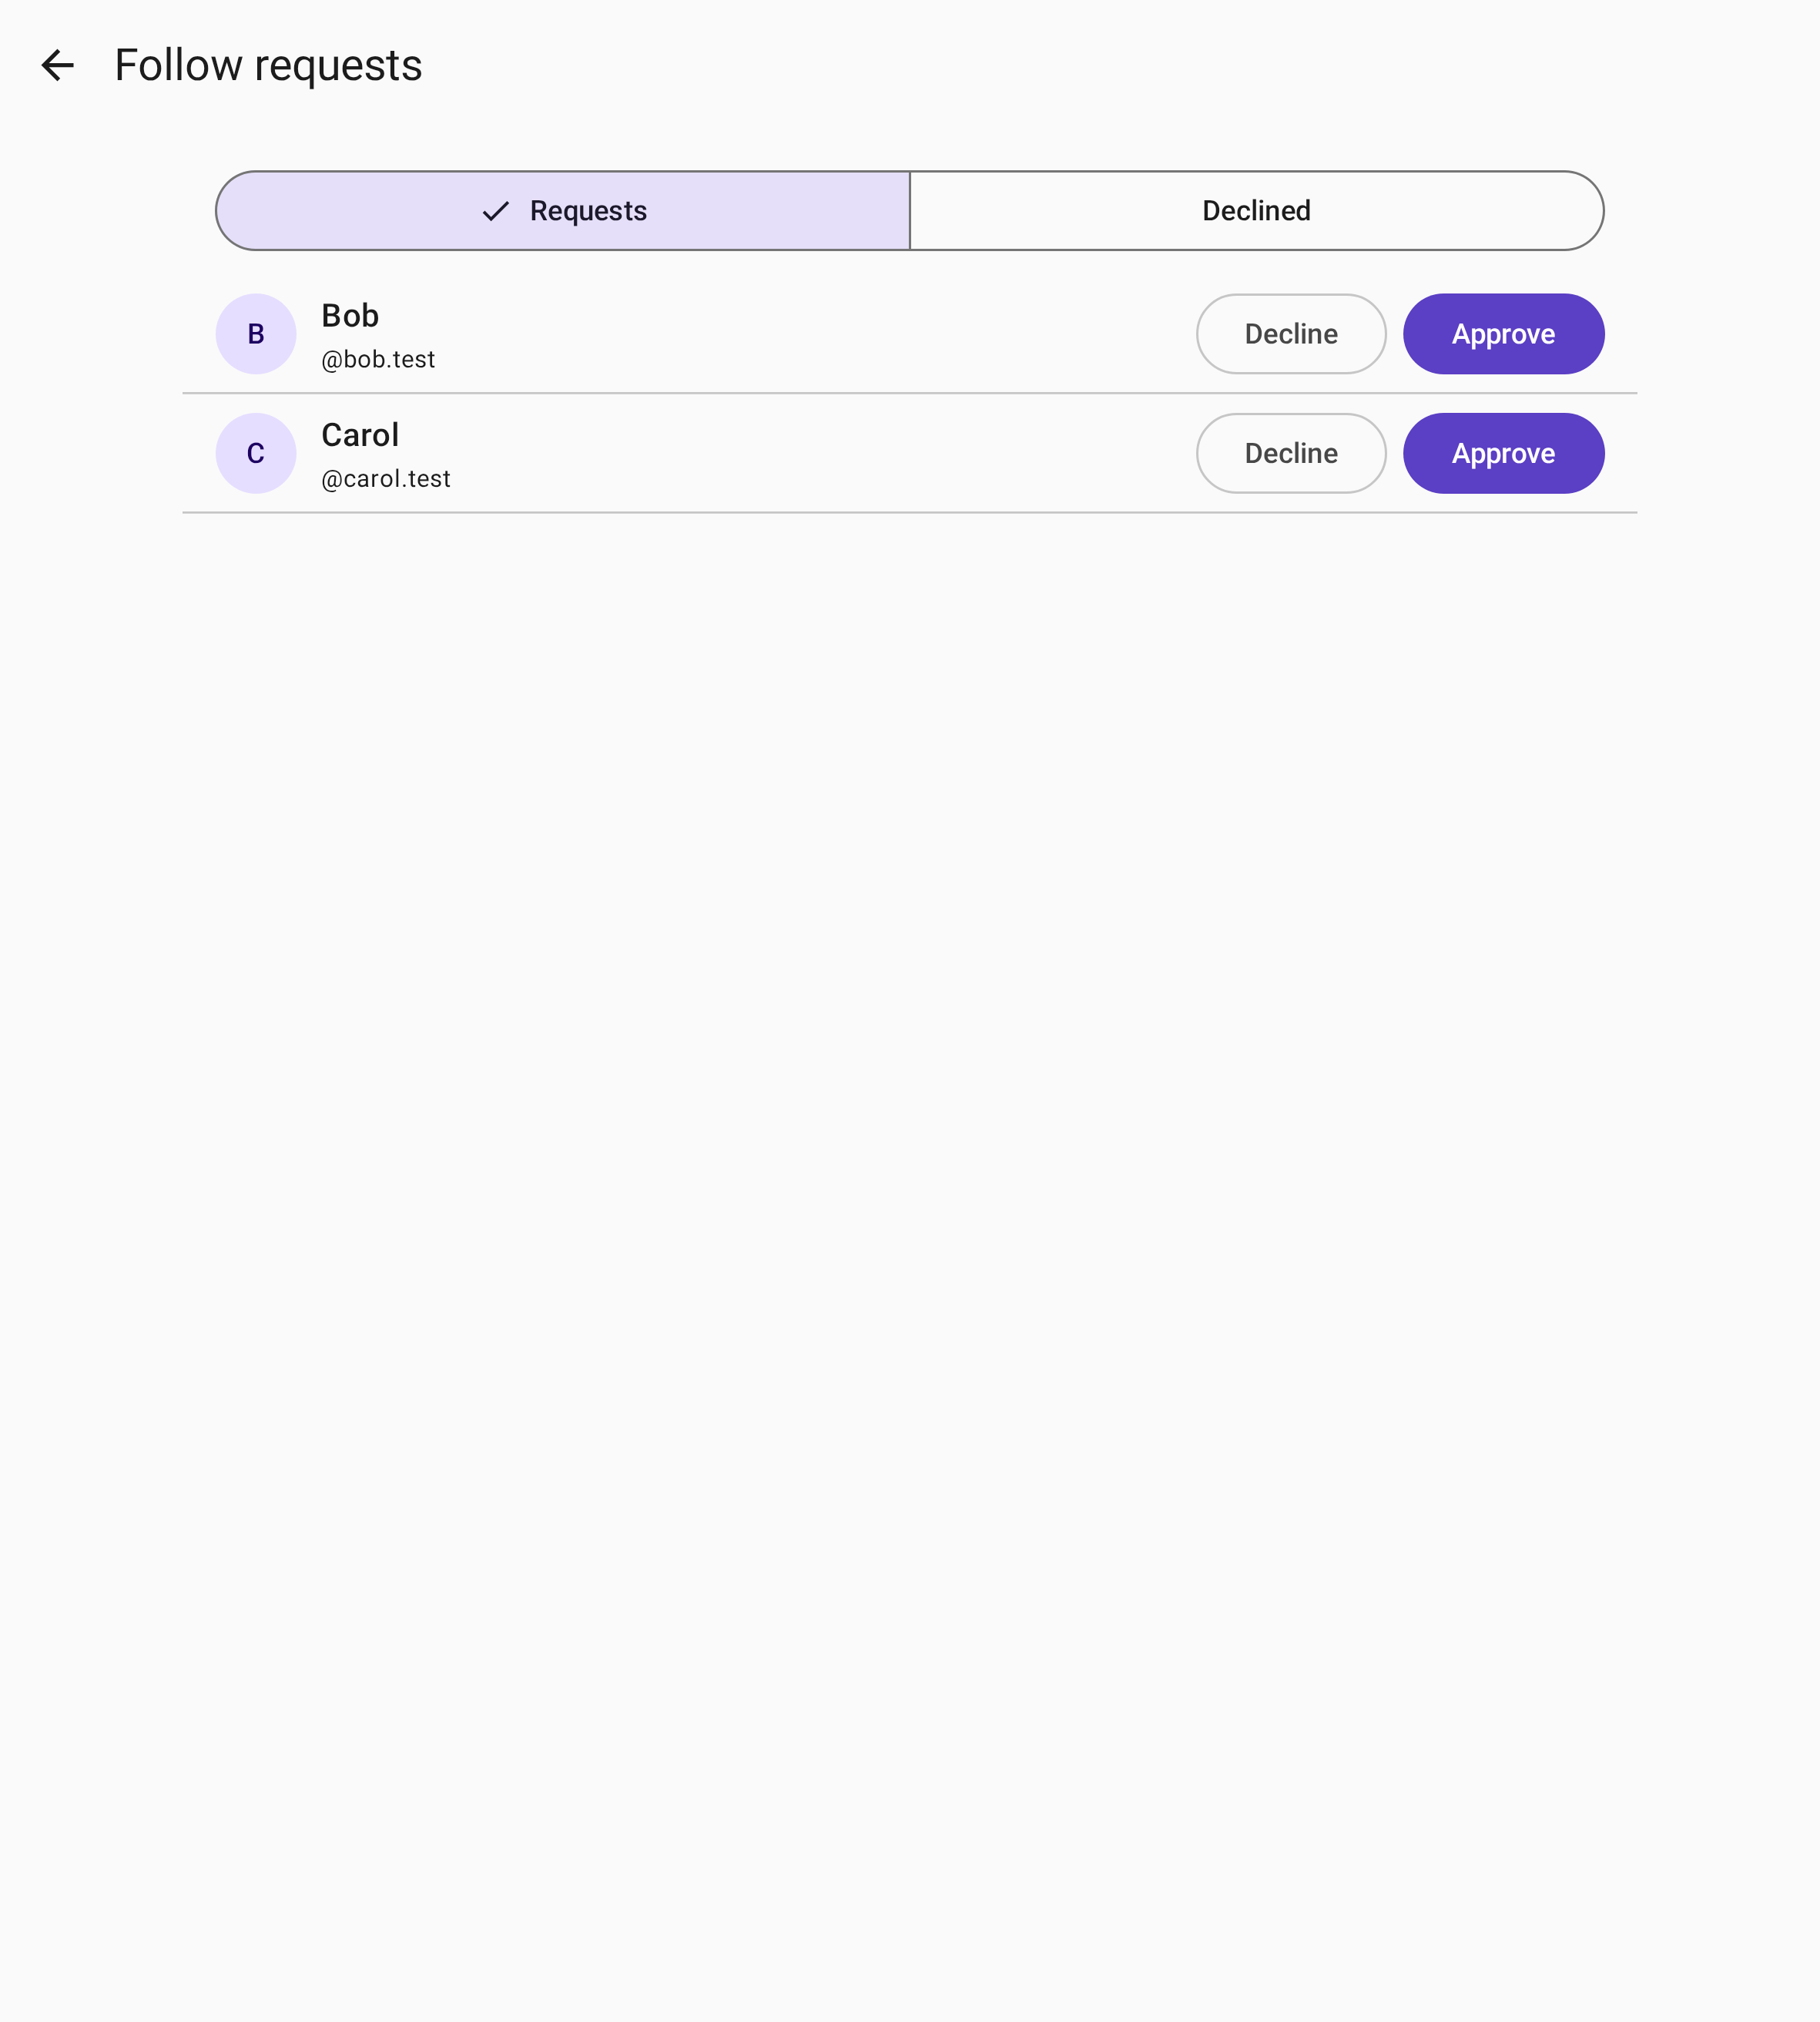 Follow requests
Requests
Declined
B
Bob
@bob.test
Decline
Approve
C
Carol
@carol.test
Decline
Approve